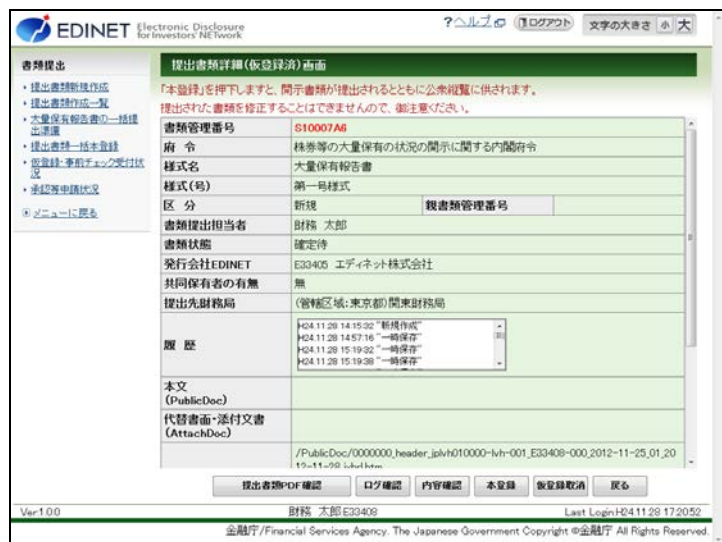 EDINET Electronic Disclosure for Investors' NETwork
?ヘルプ ログアウト 文字の大きさ 小 大
書類提出
・提出書類新規作成
・提出書類作成一覧
・大量保有報告書の一括提出準備
・提出書類一括本登録
・仮登録・事前チェック受付状況
・承認等申請状況
メニューに戻る
提出書類詳細(仮登録済)画面
「本登録」を押下しますと、開示書類が提出されるとともに公衆縦覧に供されます。
提出された書類を修正することはできませんので、御注意ください。
書類管理番号 S10007A6
府 令 株券等の大量保有の状況の開示に関する内閣府令
様式名 大量保有報告書
様式(号) 第一号様式
区 分 新規 親書類管理番号
書類提出担当者 財務 太郎
書類状態 確定待
発行会社EDINET E33405 エディネット株式会社
共同保有者の有無 無
提出先財務局 (管轄区域:東京都)関東財務局
履 歴
H24.11.28 14:15:32 "新規作成"
H24.11.28 14:57:16 "一時保存"
H24.11.28 15:19:32 "一時保存"
H24.11.28 15:19:38 "一時保存"
本文
(PublicDoc)
代替書面・添付文書
(AttachDoc)
/PublicDoc/0000000_header_jplvh010000-lvh-001_E33408-000_2012-11-25_01_20
12-11-28_ixbrl.htm
提出書類PDF確認 ログ確認 内容確認 本登録 仮登録取消 戻る
Ver.1.0.0 財務 太郎 E33408 Last Login:H24.11.28 17:20:52
金融庁/Financial Services Agency. The Japanese Government Copyright ©金融庁 All Rights Reserved.